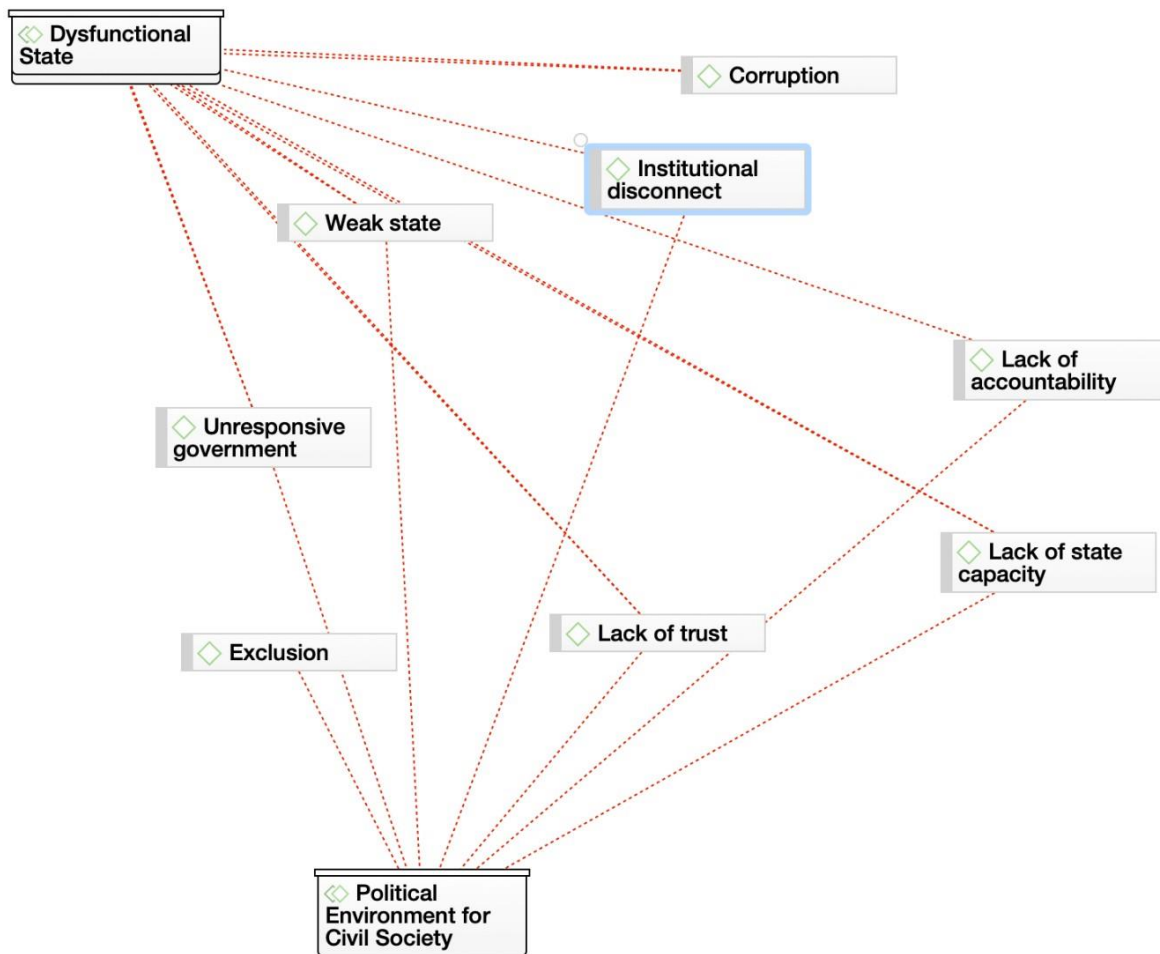 Dysfunctional
State
Corruption
Institutional
disconnect
Weak state
Lack of
accountability
Unresponsive
government
Lack of state
capacity
Lack of trust
Exclusion
Political
Environment for
Civil Society